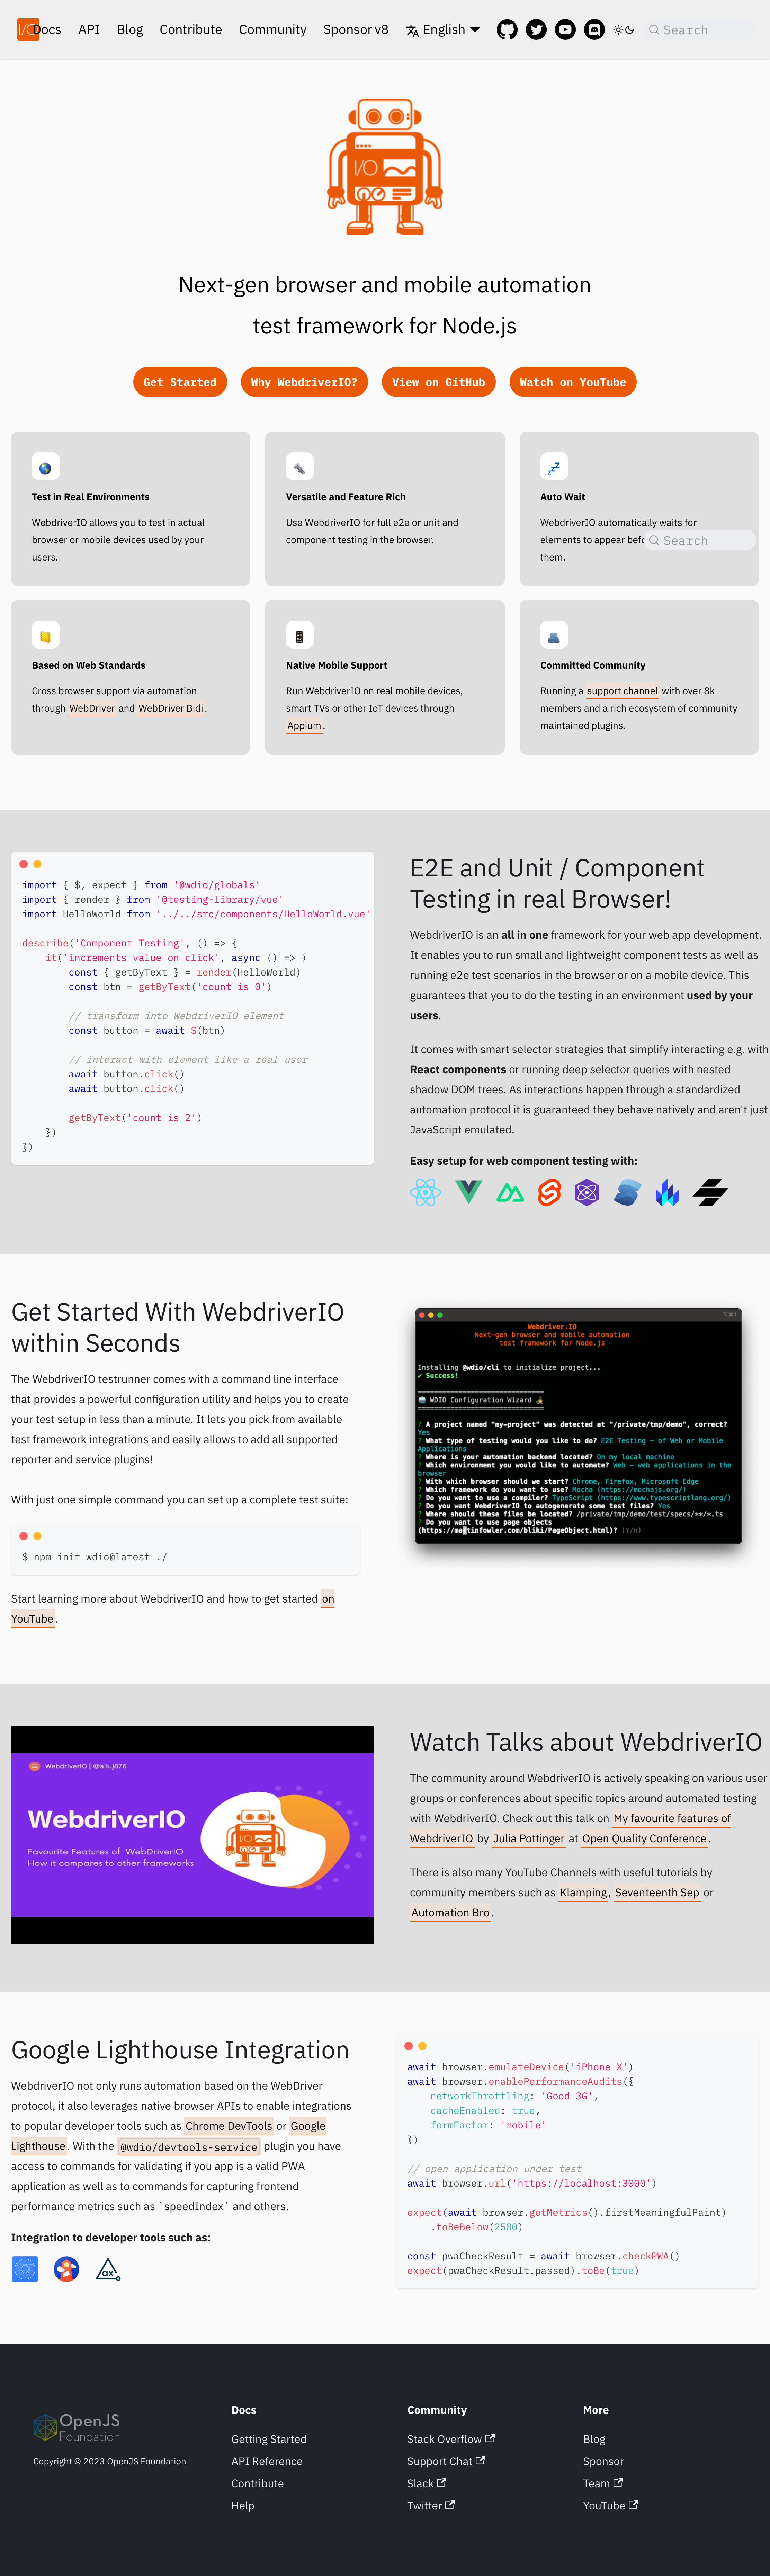 I/O Docs API Blog Contribute Community Sponsor v8 English Search
I/O
Next-gen browser and mobile automation
test framework for Node.js
Get Started Why WebdriverIO? View on GitHub Watch on YouTube
Test in Real Environments
WebdriverIO allows you to test in actual
browser or mobile devices used by your
users.
Versatile and Feature Rich
Use WebdriverIO for full e2e or unit and
component testing in the browser.
Auto Wait
WebdriverIO automatically waits for
elements to appear befo
Search
them.
Based on Web Standards
Cross browser support via automation
through WebDriver and WebDriver Bidi.
Native Mobile Support
Run WebdriverIO on real mobile devices,
smart TVs or other IoT devices through
Appium.
Committed Community
Running a support channel with over 8k
members and a rich ecosystem of community
maintained plugins.
import { $, expect } from '@wdio/globals'
import { render } from '@testing-library/vue'
import HelloWorld from '../../src/components/HelloWorld.vue'
describe('Component Testing', () => {
it('increments value on click', async () => {
const { getByText } = render(HelloWorld)
const btn = getByText('count is 0')
// transform into WebdriverIO element
const button = await $(btn)
// interact with element like a real user
await button.click()
await button.click()
getByText('count is 2')
})
})
E2E and Unit / Component
Testing in real Browser!
WebdriverIO is an all in one framework for your web app development.
It enables you to run small and lightweight component tests as well as
running e2e test scenarios in the browser or on a mobile device. This
guarantees that you to do the testing in an environment used by your
users.
It comes with smart selector strategies that simplify interacting e.g. with
React components or running deep selector queries with nested
shadow DOM trees. As interactions happen through a standardized
automation protocol it is guaranteed they behave natively and aren't just
JavaScript emulated.
Easy setup for web component testing with:
Get Started With WebdriverIO
within Seconds
The WebdriverIO testrunner comes with a command line interface
that provides a powerful configuration utility and helps you to create
your test setup in less than a minute. It lets you pick from available
test framework integrations and easily allows to add all supported
reporter and service plugins!
With just one simple command you can set up a complete test suite:
$ npm init wdio@latest ./
Start learning more about WebdriverIO and how to get started on
YouTube.
Webdriver.IO
Next-gen browser and mobile automation
test framework for Node.js
Installing @wdio/cli to initialize project...
✔ Success!
===============================
WDIO Configuration Wizard
===============================
? A project named "my-project" was detected at "/private/tmp/demo", correct?
Yes
? What type of testing would you like to do? E2E Testing - of Web or Mobile
Applications
? Where is your automation backend located? On my local machine
? Which environment you would like to automate? Web - web applications in the
browser
? With which browser should we start? Chrome, Firefox, Microsoft Edge
? Which framework do you want to use? Mocha (https://mochajs.org/)
? Do you want to use a compiler? TypeScript (https://www.typescriptlang.org/)
? Do you want WebdriverIO to autogenerate some test files? Yes
? Where should these files be located? /private/tmp/demo/test/specs/**/*.ts
? Do you want to use page objects
(https://martinfowler.com/bliki/PageObject.html)? (Y/n)
WebdriverIO | @ailuj876
WebdriverIO
Favourite Features of WebDriverIO
How it compares to other frameworks
Watch Talks about WebdriverIO
The community around WebdriverIO is actively speaking on various user
groups or conferences about specific topics around automated testing
with WebdriverIO. Check out this talk on My favourite features of
WebdriverIO by Julia Pottinger at Open Quality Conference.
There is also many YouTube Channels with useful tutorials by
community members such as Klamping, Seventeenth Sep or
Automation Bro.
Google Lighthouse Integration
WebdriverIO not only runs automation based on the WebDriver
protocol, it also leverages native browser APIs to enable integrations
to popular developer tools such as Chrome DevTools or Google
Lighthouse. With the @wdio/devtools-service plugin you have
access to commands for validating if you app is a valid PWA
application as well as to commands for capturing frontend
performance metrics such as `speedIndex` and others.
Integration to developer tools such as:
ax
await browser.emulateDevice('iPhone X')
await browser.enablePerformanceAudits({
networkThrottling: 'Good 3G',
cacheEnabled: true,
formFactor: 'mobile'
})
// open application under test
await browser.url('https://localhost:3000')
expect(await browser.getMetrics().firstMeaningfulPaint)
.toBeBelow(2500)
const pwaCheckResult = await browser.checkPWA()
expect(pwaCheckResult.passed).toBe(true)
OpenJS
Foundation
Copyright © 2023 OpenJS Foundation
Docs
Getting Started
API Reference
Contribute
Help
Community
Stack Overflow
Support Chat
Slack
Twitter
More
Blog
Sponsor
Team
YouTube